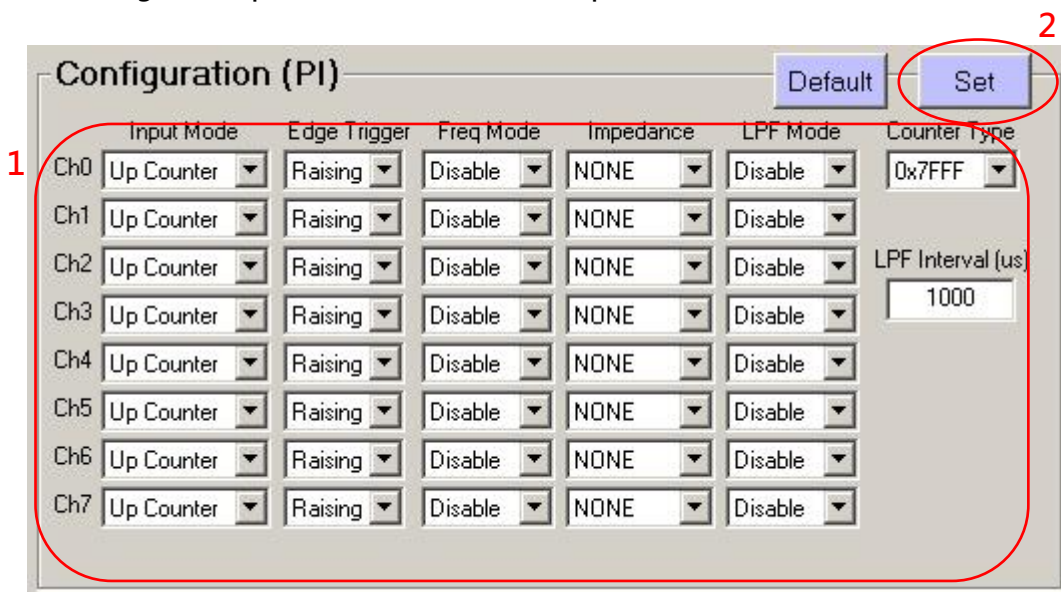 2
Configuration (PI) Default Set
Input Mode Edge Trigger Freq Mode Impedance LPF Mode Counter Type
1
Ch0 Up Counter Raising Disable NONE Disable 0x7FFF
Ch1 Up Counter Raising Disable NONE Disable
Ch2 Up Counter Raising Disable NONE Disable LPF Interval (us)
Ch3 Up Counter Raising Disable NONE Disable 1000
Ch4 Up Counter Raising Disable NONE Disable
Ch5 Up Counter Raising Disable NONE Disable
Ch6 Up Counter Raising Disable NONE Disable
Ch7 Up Counter Raising Disable NONE Disable